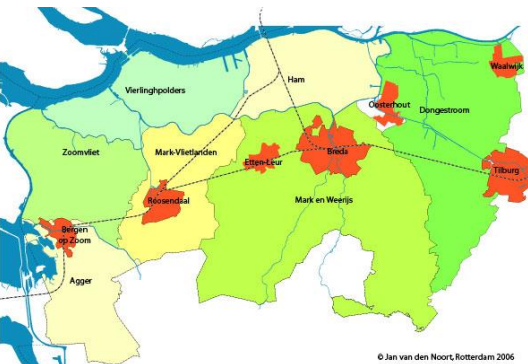 Waalwijk
Ham
Vierlinghpolders
Oosterhout
Dongestroom
Zoomvliet
Mark-Vlietlanden
Etten-Leur
Breda
Tilburg
Roosendaal
Mark en Weerijs
Bergen
op Zoom
Agger
© Jan van den Noort, Rotterdam 2006